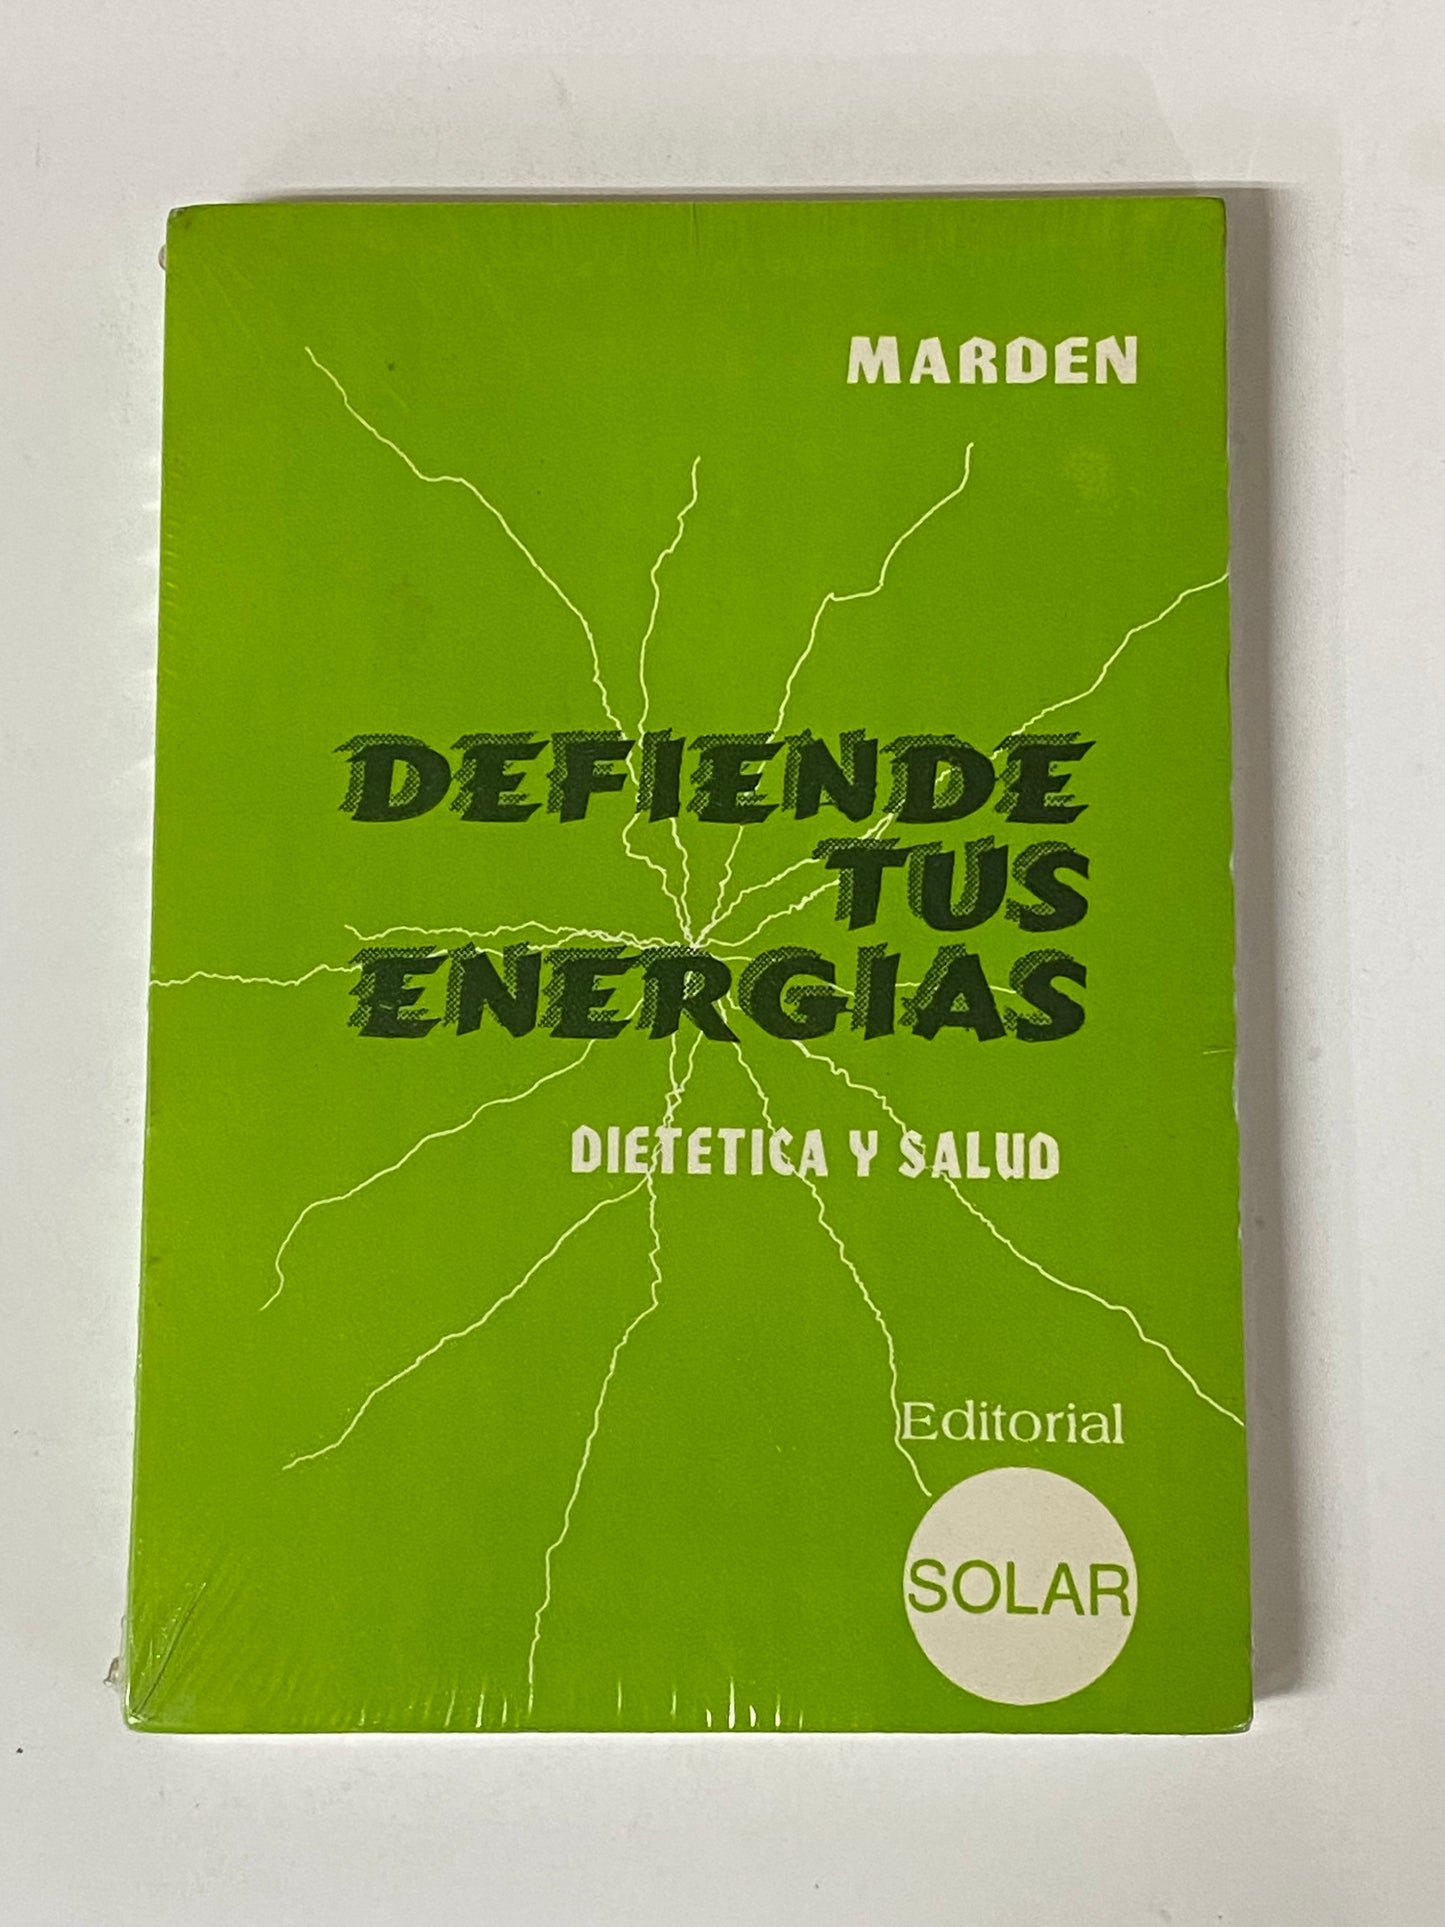 MARDEN
DEFIENDE
TUS
ENERGIAS
DIETETICA Y SALUD
Editorial
SOLAR